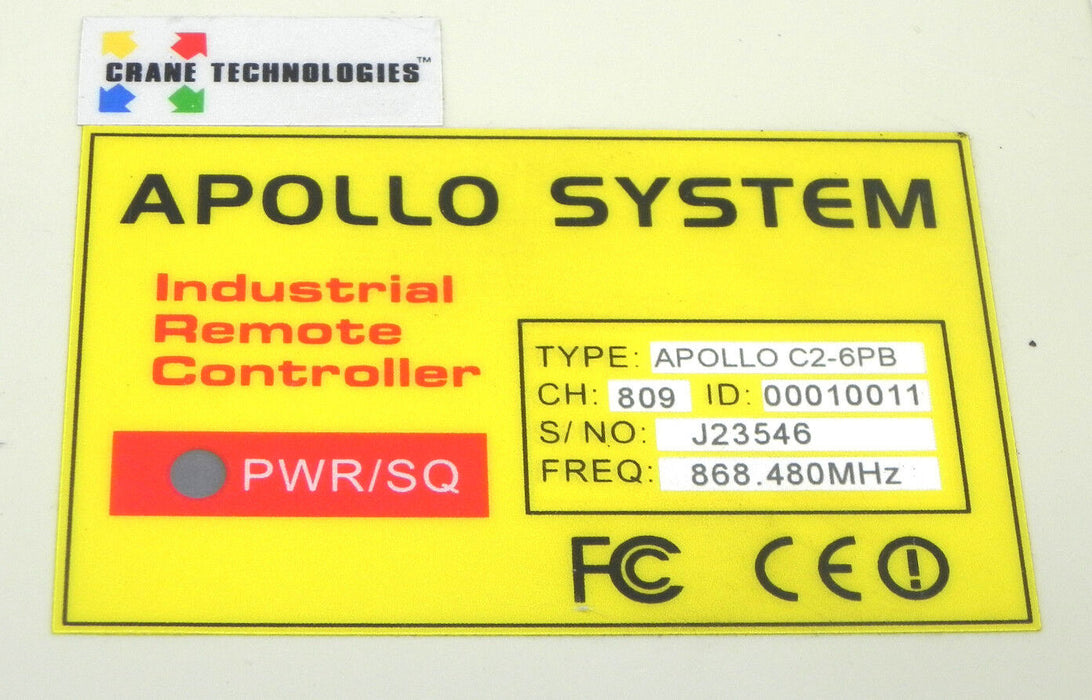 CRANE TECHNOLOGIES™
APOLLO SYSTEM
Industrial
Remote
Controller
PWR/SQ
TYPE: APOLLO C2-6PB
CH: 809 ID: 00010011
S/NO: J23546
FREQ: 868.480MHz
FC CE